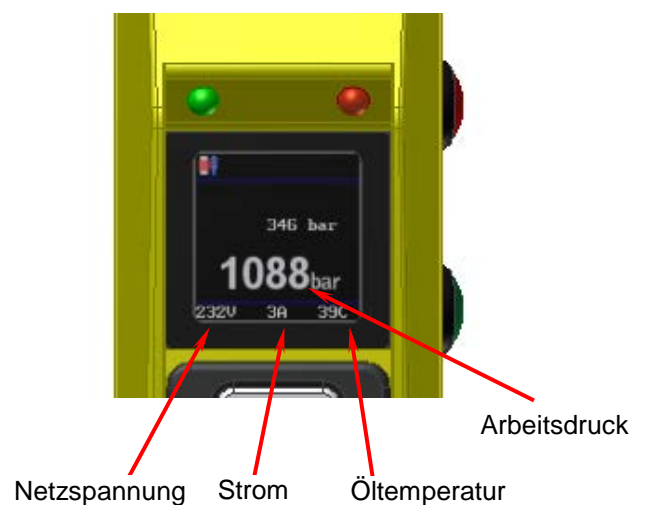 346 bar
1088bar
232V 3A 39C
Arbeitsdruck
Netzspannung Strom Öltemperatur